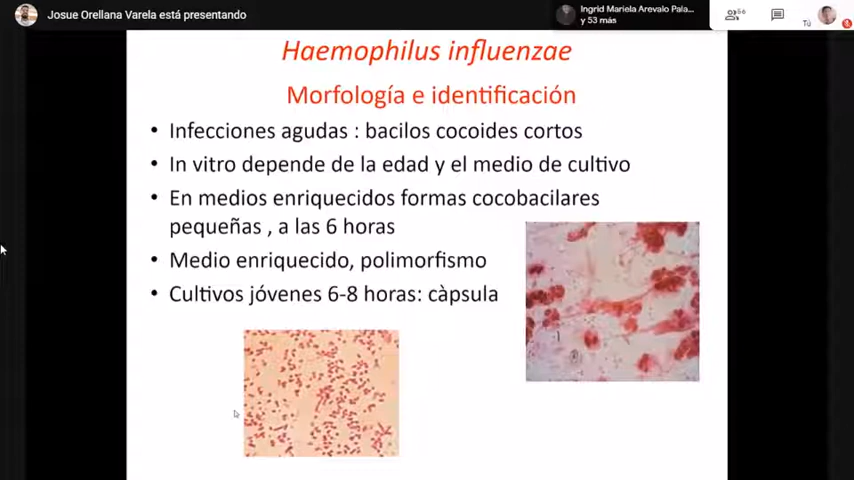 Josue Orellana Varela está presentando
Ingrid Mariela Arevalo Pala...
y 53 más
56
Tú
Haemophilus influenzae
Morfología e identificación
• Infecciones agudas : bacilos cocoides cortos
• In vitro depende de la edad y el medio de cultivo
• En medios enriquecidos formas cocobacilares
pequeñas , a las 6 horas
• Medio enriquecido, polimorfismo
• Cultivos jóvenes 6-8 horas: càpsula